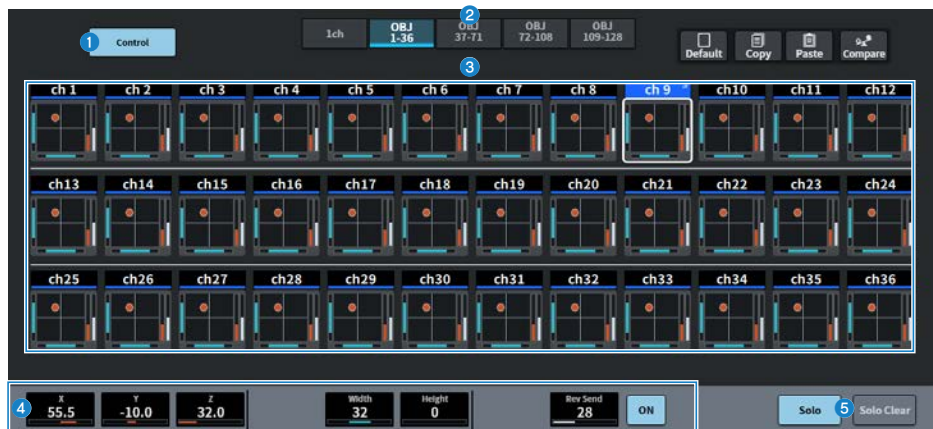 2
1 Control
1ch OBJ 1-36 OBJ 37-71 OBJ 72-108 OBJ 109-128
Default Copy Paste Compare
3
ch 1 ch 2 ch 3 ch 4 ch 5 ch 6 ch 7 ch 8 ch 9 ch10 ch11 ch12
ch13 ch14 ch15 ch16 ch17 ch18 ch19 ch20 ch21 ch22 ch23 ch24
ch25 ch26 ch27 ch28 ch29 ch30 ch31 ch32 ch33 ch34 ch35 ch36
X Y Z Width Height Rev Send
4 55.5 -10.0 32.0 32 0 28 ON Solo 5 Solo Clear